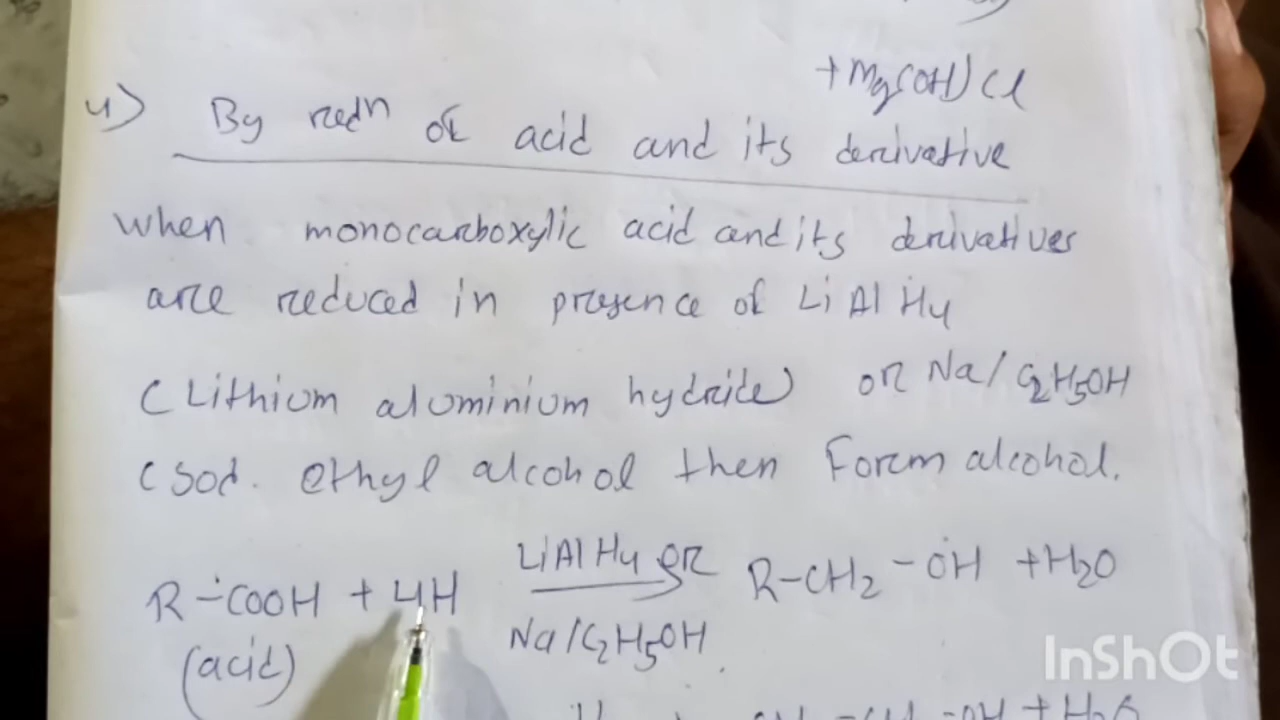 +Mg(OH)Cl
4) By redn of acid and its derivative
when monocarboxylic acid and its derivatives
are reduced in presence of LiAlH4
(Lithium aluminium hydride) or Na/C2H5OH
(Sod. ethyl alcohol then Form alcohol.
R-COOH + 4H LiAlH4 or Na/C2H5OH R-CH2-OH +H2O
(acid)
InShOt